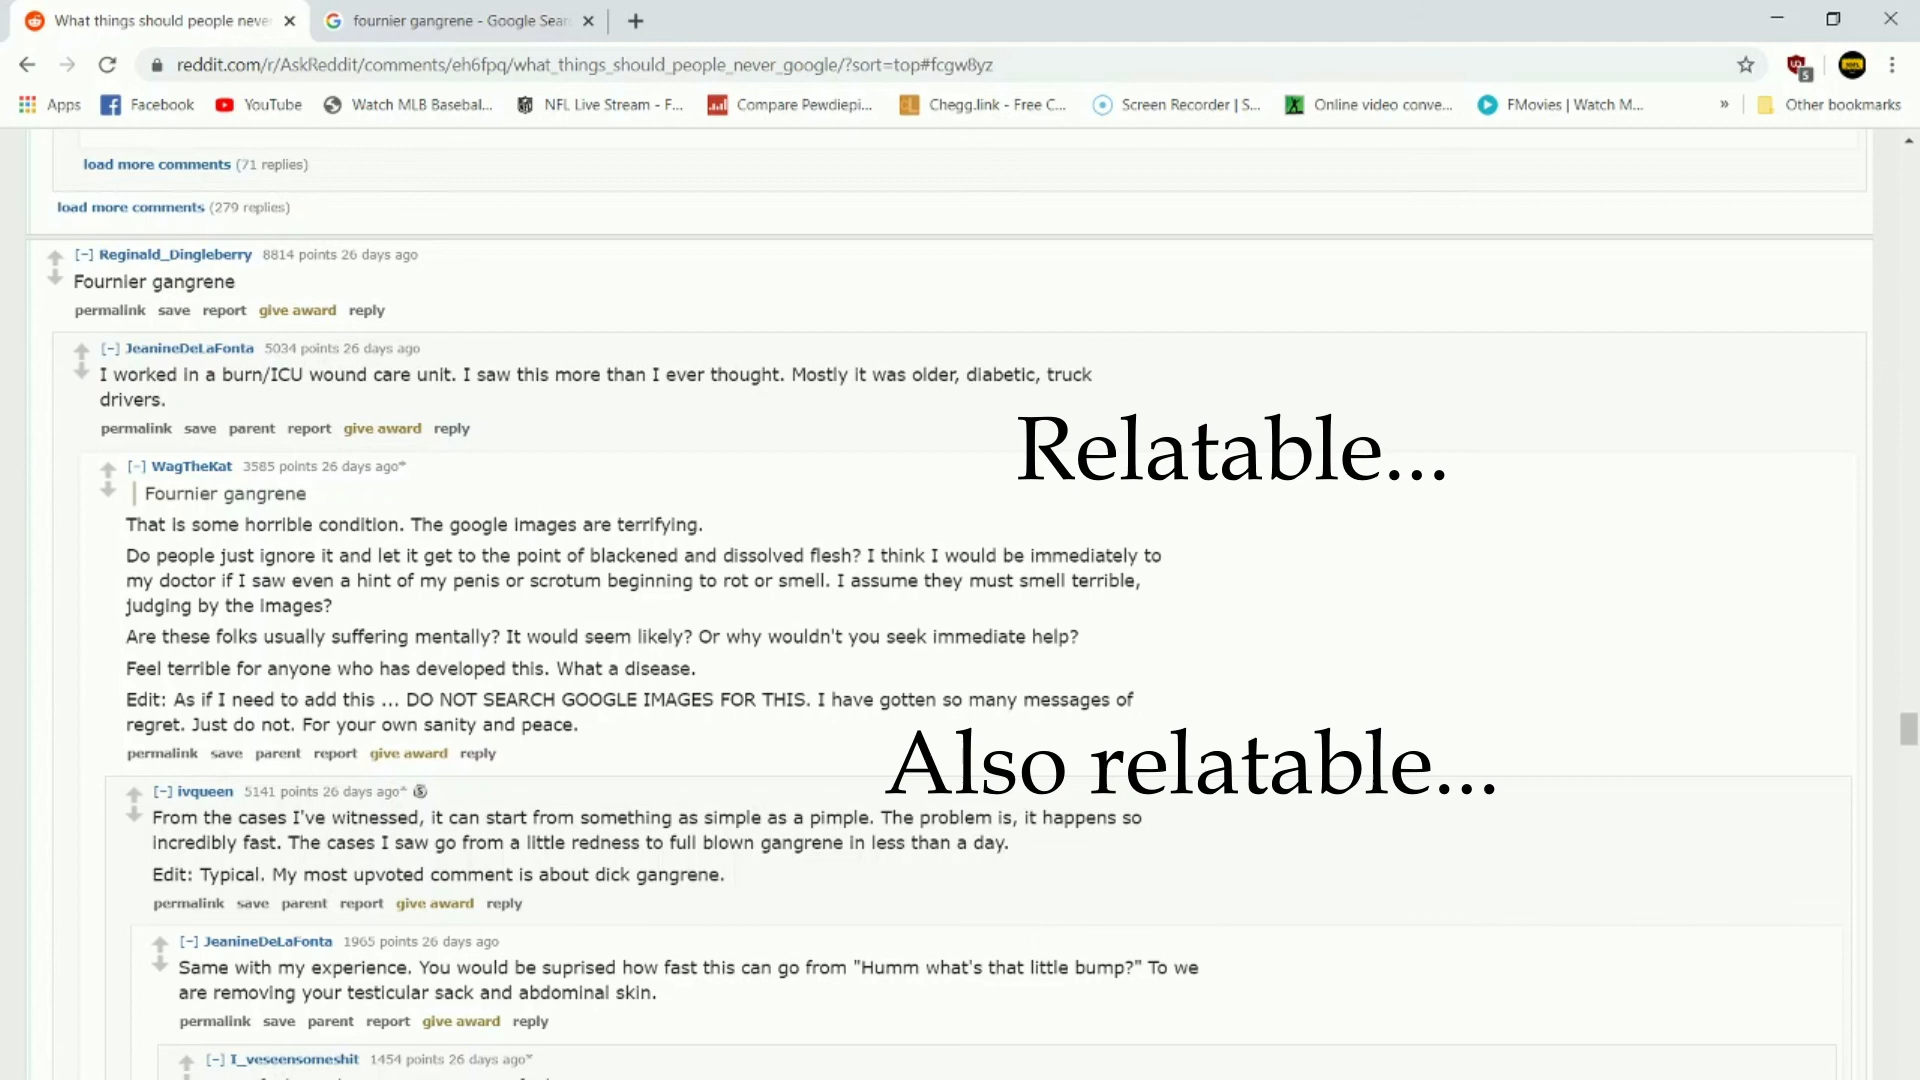 What things should people neve
fournier gangrene - Google Sear
reddit.com/r/AskReddit/comments/eh6fpq/what_things_should_people_never_google/?sort=top#fcgw8yz
5
Apps
Facebook
YouTube
Watch MLB Basebal...
NFL Live Stream - F...
Compare Pewdiepi...
Chegg.link - Free C...
Screen Recorder | S...
Online video conve...
FMovies | Watch M...
»
Other bookmarks
load more comments (71 replies)
load more comments (279 replies)
[-] Reginald_Dingleberry 8814 points 26 days ago
Fournier gangrene
permalink save report give award reply
[-] JeanineDeLaFonta 5034 points 26 days ago
I worked in a burn/ICU wound care unit. I saw this more than I ever thought. Mostly it was older, diabetic, truck
drivers.
permalink save parent report give award reply
Relatable...
[-] WagTheKat 3585 points 26 days ago*
Fournier gangrene
That is some horrible condition. The google images are terrifying.
Do people just ignore it and let it get to the point of blackened and dissolved flesh? I think I would be immediately to
my doctor if I saw even a hint of my penis or scrotum beginning to rot or smell. I assume they must smell terrible,
judging by the images?
Are these folks usually suffering mentally? It would seem likely? Or why wouldn't you seek immediate help?
Feel terrible for anyone who has developed this. What a disease.
Edit: As if I need to add this ... DO NOT SEARCH GOOGLE IMAGES FOR THIS. I have gotten so many messages of
regret. Just do not. For your own sanity and peace.
permalink save parent report give award reply
Also relatable...
[-] ivqueen 5141 points 26 days ago*
From the cases I've witnessed, it can start from something as simple as a pimple. The problem is, it happens so
incredibly fast. The cases I saw go from a little redness to full blown gangrene in less than a day.
Edit: Typical. My most upvoted comment is about dick gangrene.
permalink save parent report give award reply
[-] JeanineDeLaFonta 1965 points 26 days ago
Same with my experience. You would be suprised how fast this can go from "Humm what's that little bump?" To we
are removing your testicular sack and abdominal skin.
permalink save parent report give award reply
[-] I_veseensomeshit 1454 points 26 days ago*